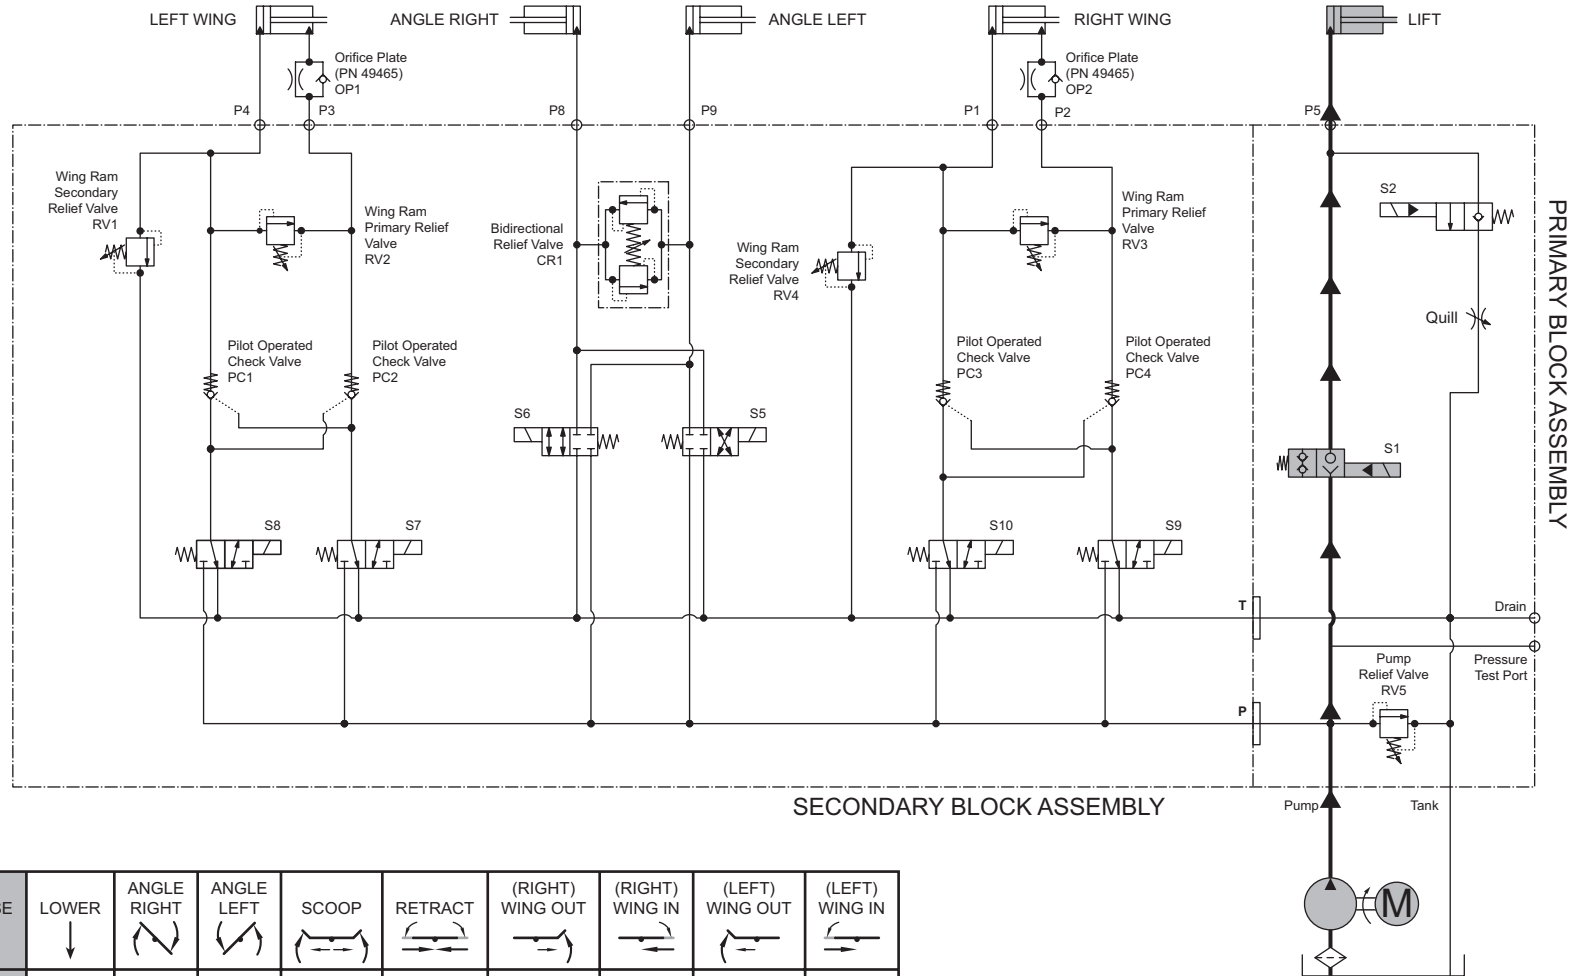 LEFT WING
ANGLE RIGHT
ANGLE LEFT
RIGHT WING
LIFT
Orifice Plate
(PN 49465)
OP1
Orifice Plate
(PN 49465)
OP2
P4
P3
P8
P9
P1
P2
P5
Wing Ram
Secondary
Relief Valve
RV1
Wing Ram
Primary Relief
Valve
RV2
Bidirectional
Relief Valve
CR1
Wing Ram
Secondary
Relief Valve
RV4
Wing Ram
Primary Relief
Valve
RV3
S2
Quill
PRIMARY BLOCK ASSEMBLY
Pilot Operated
Check Valve
PC1
Pilot Operated
Check Valve
PC2
Pilot Operated
Check Valve
PC3
Pilot Operated
Check Valve
PC4
S6
S5
S1
S8
S7
S10
S9
T
Drain
Pressure
Test Port
Pump
Relief Valve
RV5
P
SECONDARY BLOCK ASSEMBLY
Pump
Tank
M
LOWER
ANGLE
RIGHT
ANGLE
LEFT
SCOOP
RETRACT
(RIGHT)
WING OUT
(RIGHT)
WING IN
(LEFT)
WING OUT
(LEFT)
WING IN